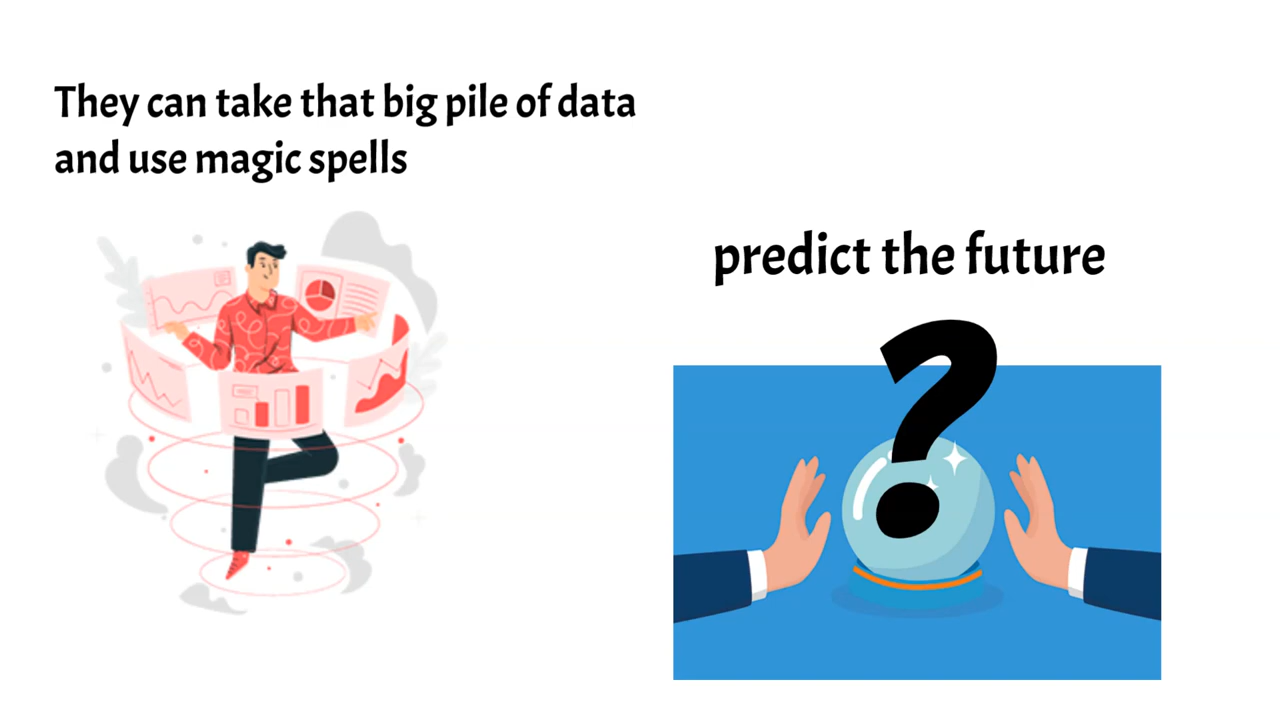 They can take that big pile of data
and use magic spells
predict the future
?